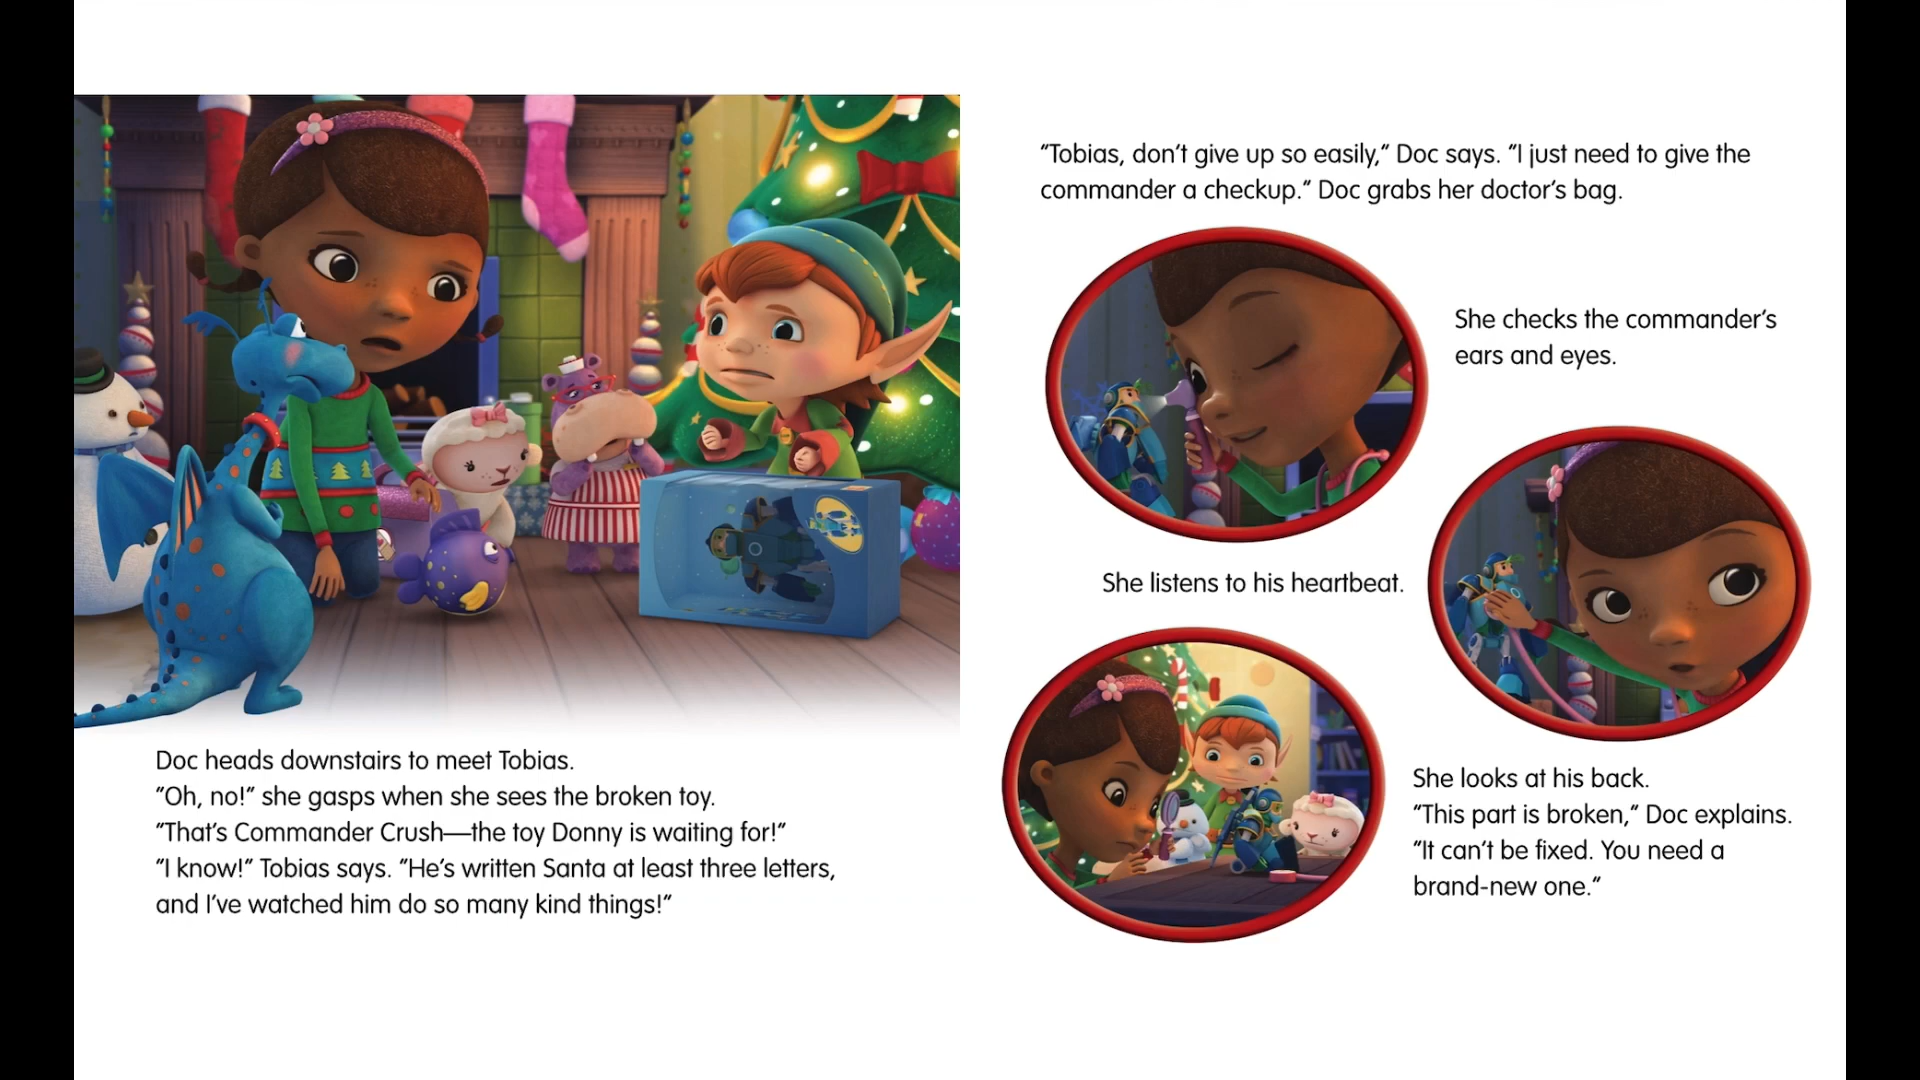 Doc heads downstairs to meet Tobias.
"Oh, no!" she gasps when she sees the broken toy.
"That's Commander Crush—the toy Donny is waiting for!"
"I know!" Tobias says. "He's written Santa at least three letters,
and I've watched him do so many kind things!"
"Tobias, don't give up so easily," Doc says. "I just need to give the
commander a checkup." Doc grabs her doctor's bag.
She checks the commander's
ears and eyes.
She listens to his heartbeat.
She looks at his back.
"This part is broken," Doc explains.
"It can't be fixed. You need a
brand-new one."